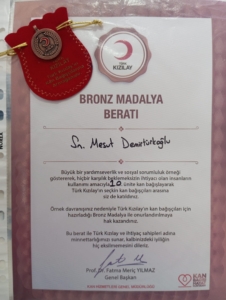 TÜRK
KIZILAY
BRONZ MADALYA
BERATI
Sn. Mesut Demirtürkoğlu
Büyük bir yardımseverlik ve sosyal sorumluluk örneği
göstererek, hiçbir karşılık beklemeksizin ihtiyacı olan insanların
kullanımı amacıyla 10 ünite kan bağışlayarak
Türk Kızılay'ın seçkin kan bağışçıları arasına
siz de katıldınız.
Örnek davranışınız nedeniyle Türk Kızılay'ın kan bağışçıları için
hazırladığı Bronz Madalya ile onurlandırılmaya
hak kazandınız.
Bu berat ile Türk Kızılay ve ihtiyaç sahipleri adına
minnettarlığımızı sunar, kalbinizdeki iyiliğin
hiç eksilmemesini dileriz.
Prof. Dr. Fatma Meriç YILMAZ
Genel Başkan